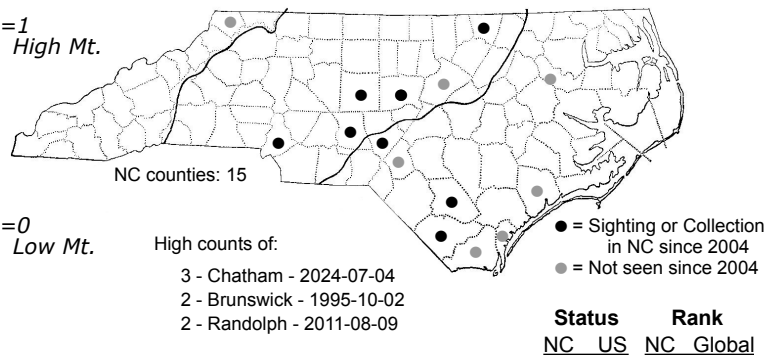 =1
High Mt.
NC counties: 15
=0
Low Mt.
High counts of:
3 - Chatham - 2024-07-04
2 - Brunswick - 1995-10-02
2 - Randolph - 2011-08-09
= Sighting or Collection
in NC since 2004
= Not seen since 2004
Status Rank
NC US NC Global